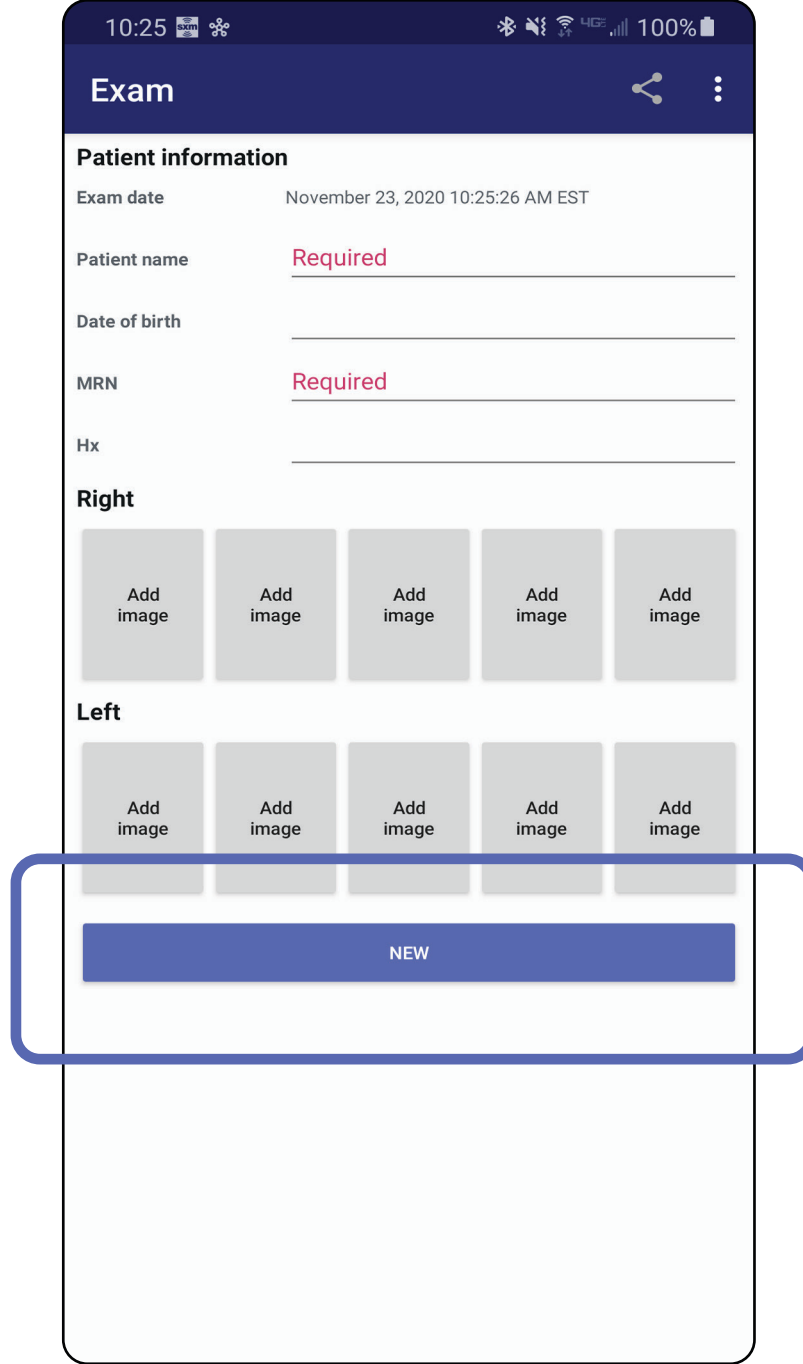 10:25 sxm 4GE 100%
Exam
Patient information
Exam date November 23, 2020 10:25:26 AM EST
Patient name Required
Date of birth
MRN Required
Hx
Right
Add image Add image Add image Add image Add image
Left
Add image Add image Add image Add image Add image
NEW